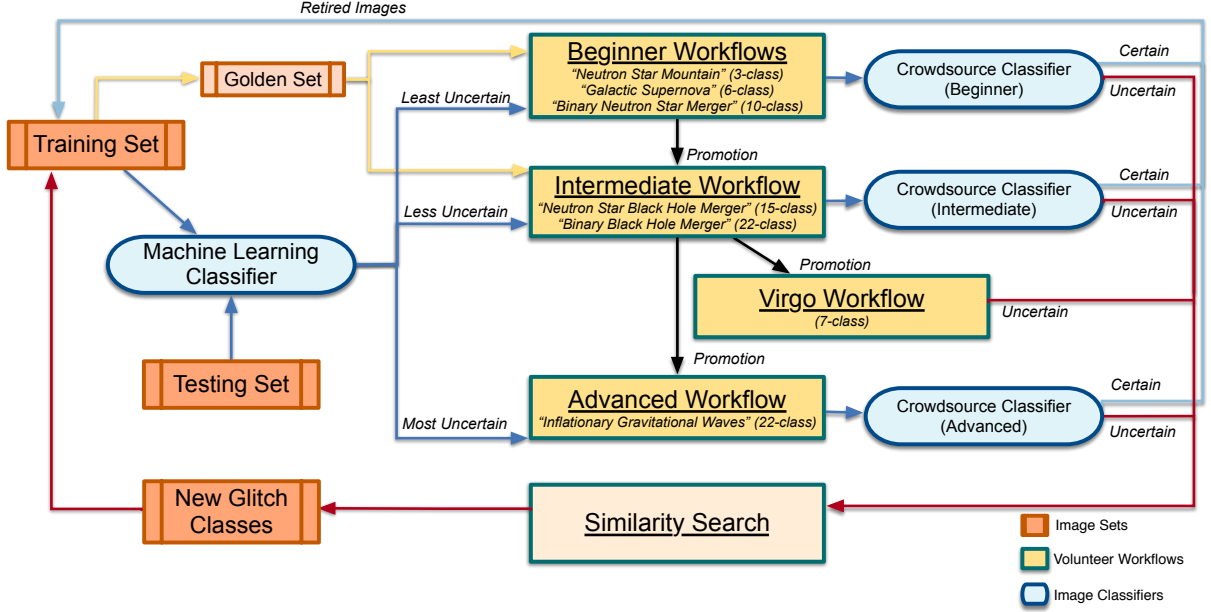 Retired Images
Beginner Workflows
“Neutron Star Mountain” (3-class)
“Galactic Supernova” (6-class)
“Binary Neutron Star Merger” (10-class)
Crowdsource Classifier
(Beginner)
Certain
Uncertain
Golden Set
Least Uncertain
Training Set
Promotion
Intermediate Workflow
“Neutron Star Black Hole Merger” (15-class)
“Binary Black Hole Merger” (22-class)
Crowdsource Classifier
(Intermediate)
Certain
Uncertain
Less Uncertain
Machine Learning
Classifier
Promotion
Virgo Workflow
(7-class)
Uncertain
Promotion
Testing Set
Advanced Workflow
“Inflationary Gravitational Waves” (22-class)
Crowdsource Classifier
(Advanced)
Certain
Uncertain
Most Uncertain
New Glitch
Classes
Similarity Search
Image Sets
Volunteer Workflows
Image Classifiers